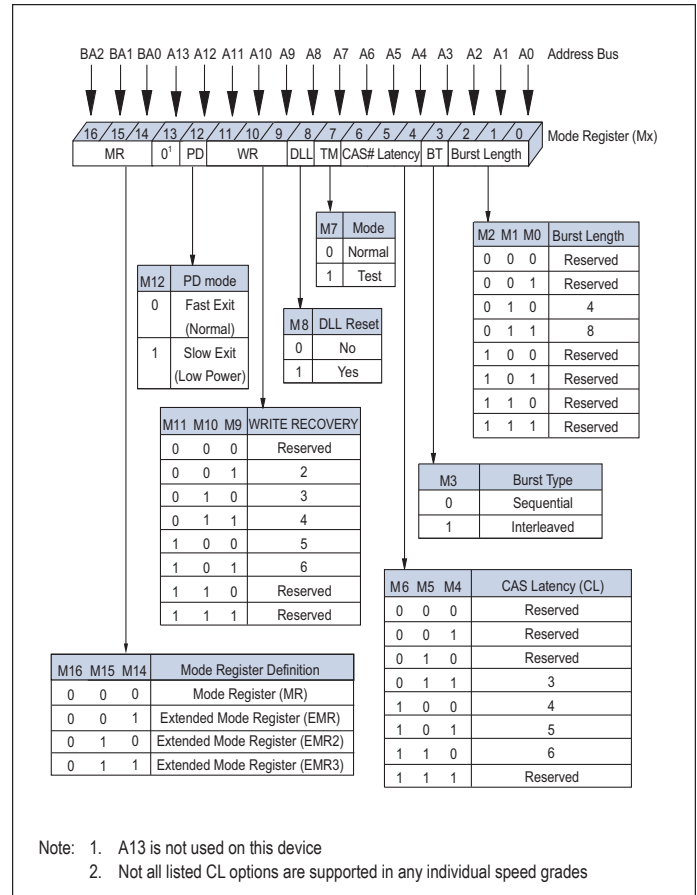 BA2 BA1 BA0 A13 A12 A11 A10 A9 A8 A7 A6 A5 A4 A3 A2 A1 A0 Address Bus
16 15 14 13 12 11 10 9 8 7 6 5 4 3 2 1 0 Mode Register (Mx)
MR 0¹ PD WR DLL TM CAS# Latency BT Burst Length
M7 Mode
0 Normal
1 Test
M2 M1 M0 Burst Length
0 0 0 Reserved
0 0 1 Reserved
0 1 0 4
0 1 1 8
1 0 0 Reserved
1 0 1 Reserved
1 1 0 Reserved
1 1 1 Reserved
M12 PD mode
0 Fast Exit
(Normal)
1 Slow Exit
(Low Power)
M8 DLL Reset
0 No
1 Yes
M11 M10 M9 WRITE RECOVERY
0 0 0 Reserved
0 0 1 2
0 1 0 3
0 1 1 4
1 0 0 5
1 0 1 6
1 1 0 Reserved
1 1 1 Reserved
M3 Burst Type
0 Sequential
1 Interleaved
M6 M5 M4 CAS Latency (CL)
0 0 0 Reserved
0 0 1 Reserved
0 1 0 Reserved
0 1 1 3
1 0 0 4
1 0 1 5
1 1 0 6
1 1 1 Reserved
M16 M15 M14 Mode Register Definition
0 0 0 Mode Register (MR)
0 0 1 Extended Mode Register (EMR)
0 1 0 Extended Mode Register (EMR2)
0 1 1 Extended Mode Register (EMR3)
Note: 1. A13 is not used on this device
2. Not all listed CL options are supported in any individual speed grades